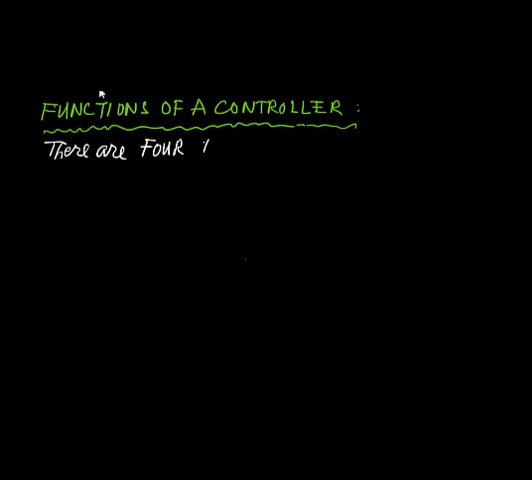 FUNCTIONS OF A CONTROLLER :
There are FOUR